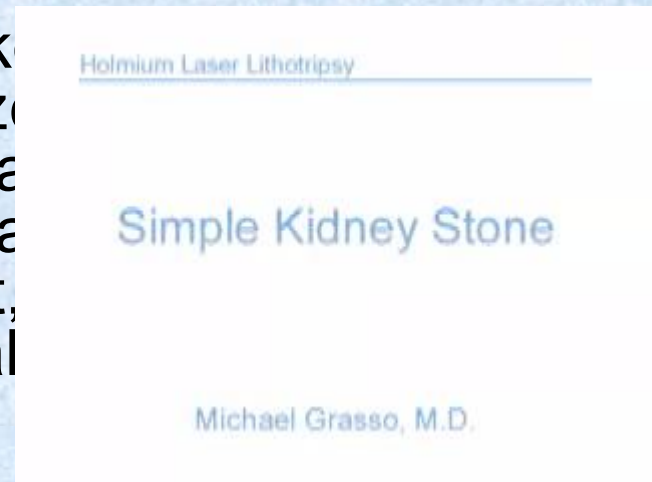 Holmium Laser Lithotripsy
Simple Kidney Stone
Michael Grasso, M.D.